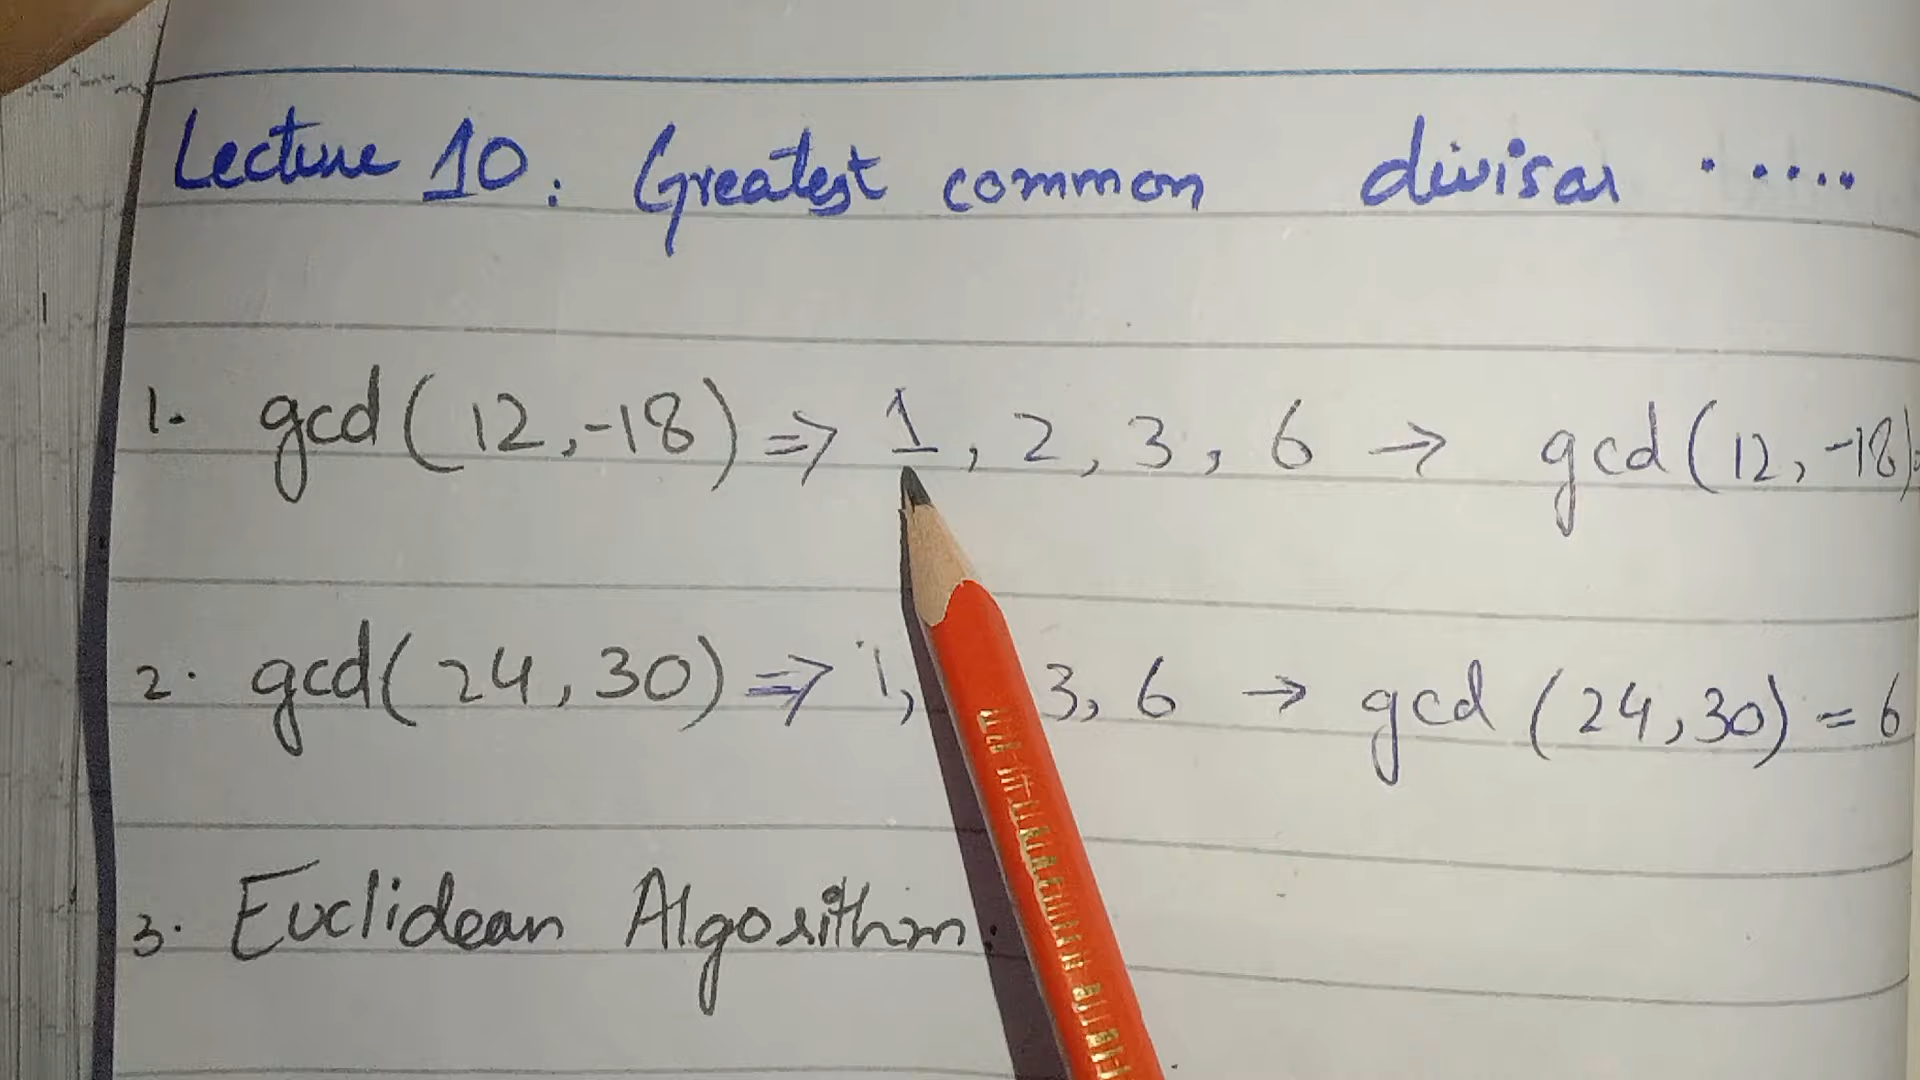 Lecture 10: Greatest common divisor ......
1. gcd(12,-18) => 1, 2, 3, 6 → gcd(12,-18)=
2. gcd(24,30) => 1, 3, 6 → gcd(24,30) = 6
3. Euclidean Algorithm: